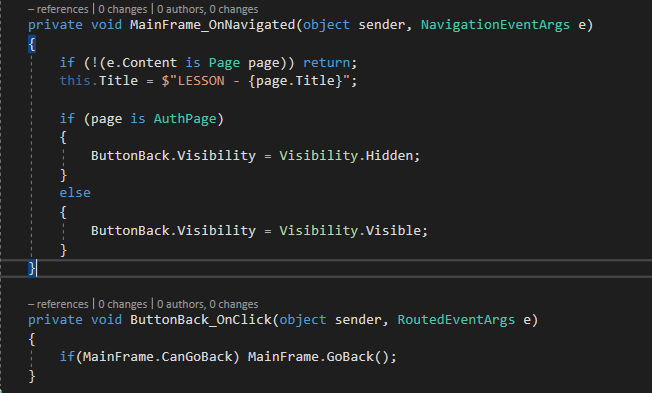 – references | 0 changes | 0 authors, 0 changes
private void MainFrame_OnNavigated(object sender, NavigationEventArgs e)
{
    if (!(e.Content is Page page)) return;
    this.Title = $"LESSON - {page.Title}";

    if (page is AuthPage)
    {
        ButtonBack.Visibility = Visibility.Hidden;
    }
    else
    {
        ButtonBack.Visibility = Visibility.Visible;
    }
}

– references | 0 changes | 0 authors, 0 changes
private void ButtonBack_OnClick(object sender, RoutedEventArgs e)
{
    if(MainFrame.CanGoBack) MainFrame.GoBack();
}